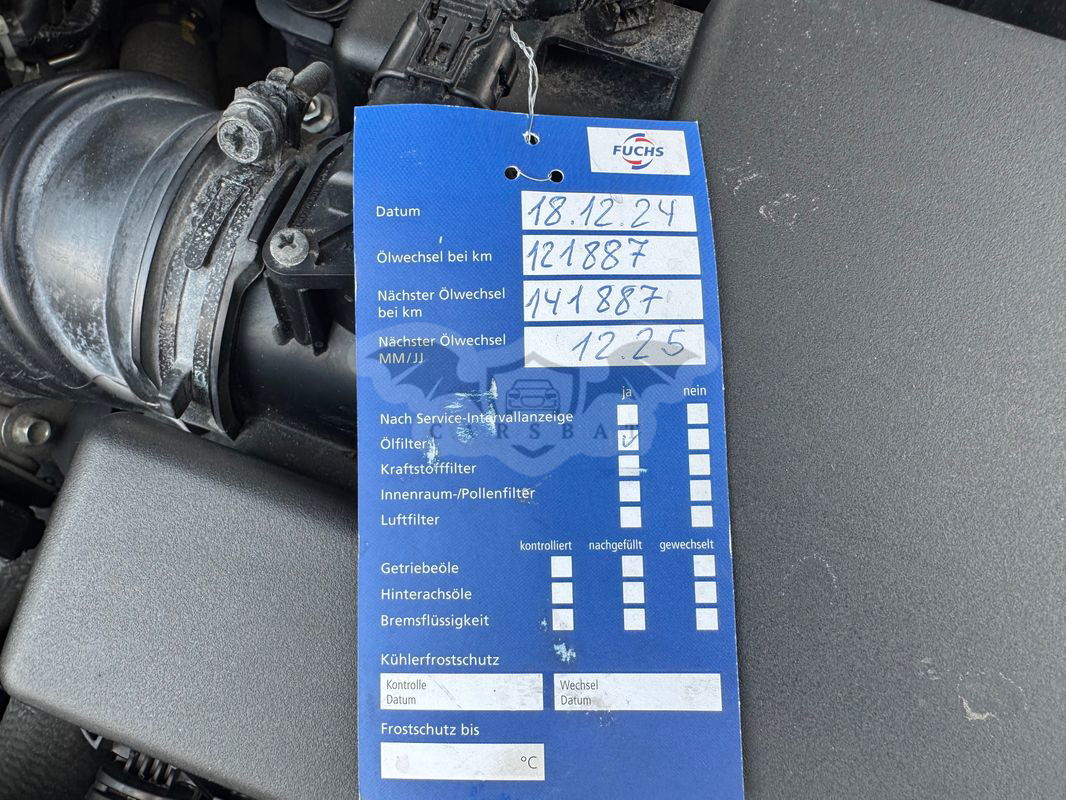 FUCHS
Datum 18.12.24
Ölwechsel bei km 121887
Nächster Ölwechsel
bei km 141887
Nächster Ölwechsel
MM/JJ 12.25
ja nein
Nach Service-Intervallanzeige
Ölfilter
Kraftstofffilter
Innenraum-/Pollenfilter
Luftfilter
kontrolliert nachgefüllt gewechselt
Getriebeöle
Hinterachsöle
Bremsflüssigkeit
Kühlerfrostschutz
Kontrolle
Datum
Wechsel
Datum
Frostschutz bis
°C
CARSBAT